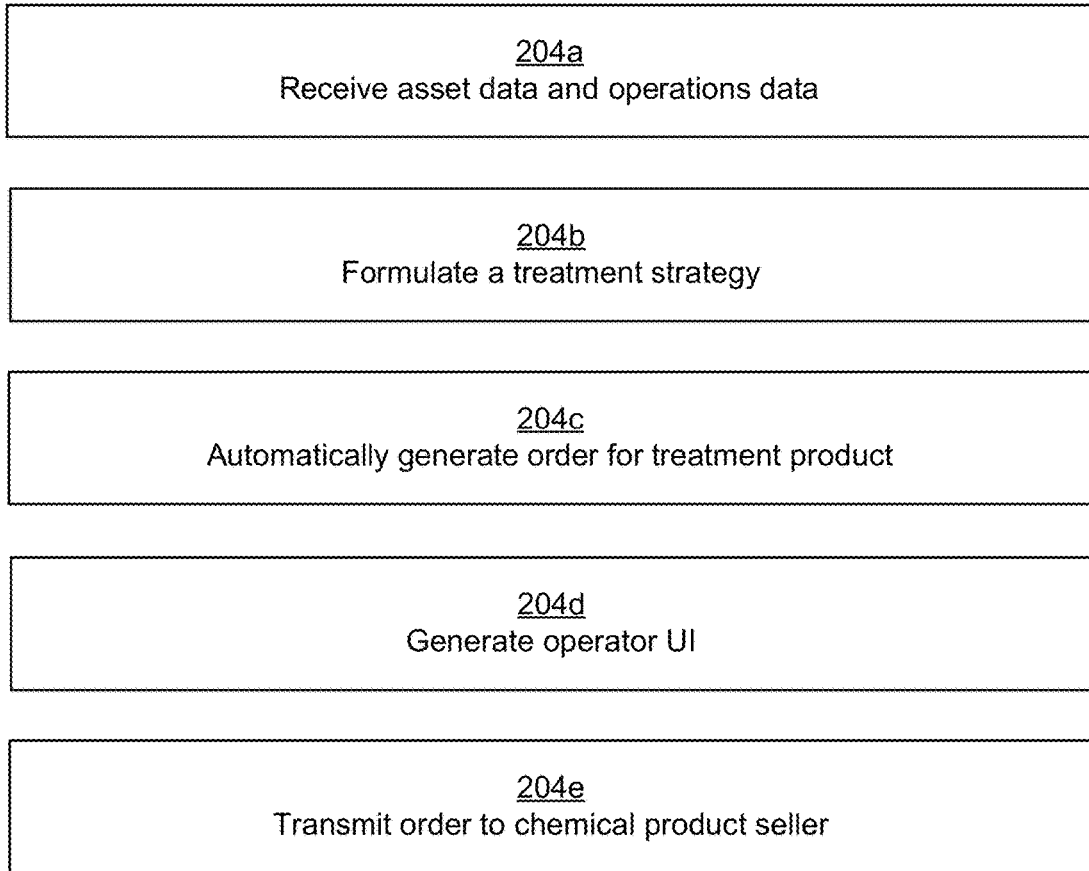 204a
Receive asset data and operations data
204b
Formulate a treatment strategy
204c
Automatically generate order for treatment product
204d
Generate operator UI
204e
Transmit order to chemical product seller